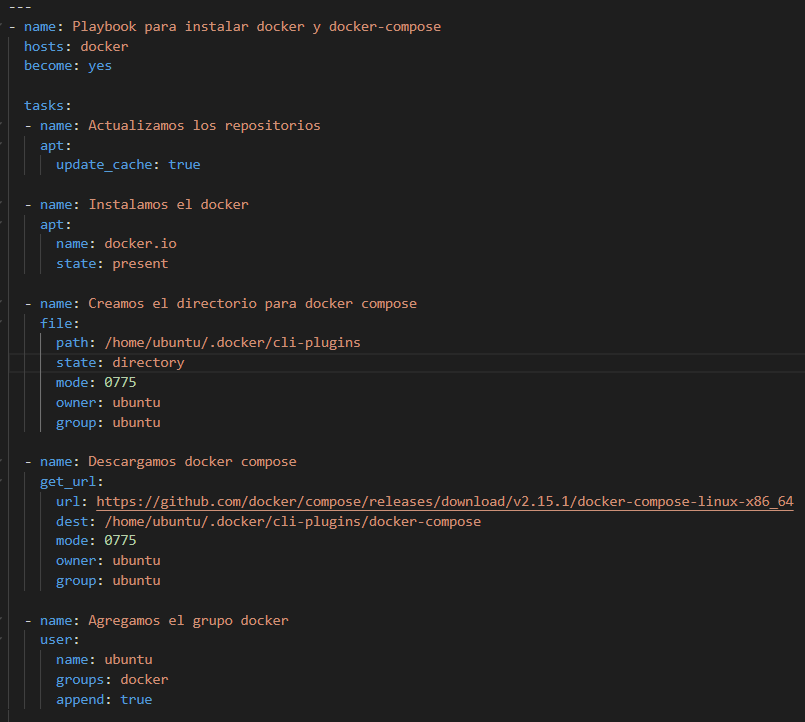 ---
- name: Playbook para instalar docker y docker-compose
  hosts: docker
  become: yes

  tasks:
  - name: Actualizamos los repositorios
    apt:
      update_cache: true

  - name: Instalamos el docker
    apt:
      name: docker.io
      state: present

  - name: Creamos el directorio para docker compose
    file:
      path: /home/ubuntu/.docker/cli-plugins
      state: directory
      mode: 0775
      owner: ubuntu
      group: ubuntu

  - name: Descargamos docker compose
    get_url:
      url: https://github.com/docker/compose/releases/download/v2.15.1/docker-compose-linux-x86_64
      dest: /home/ubuntu/.docker/cli-plugins/docker-compose
      mode: 0775
      owner: ubuntu
      group: ubuntu

  - name: Agregamos el grupo docker
    user:
      name: ubuntu
      groups: docker
      append: true